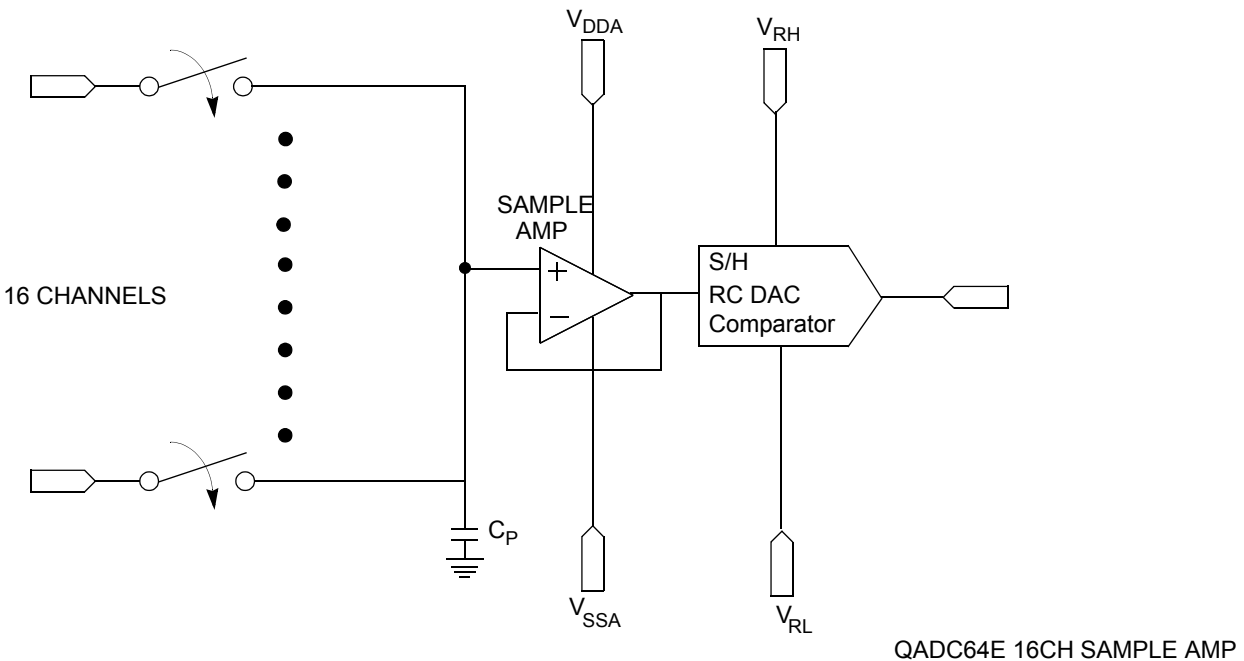 V_DDA
V_RH
SAMPLE
AMP
+
−
S/H
RC DAC
Comparator
16 CHANNELS
C_P
V_SSA
V_RL
QADC64E 16CH SAMPLE AMP